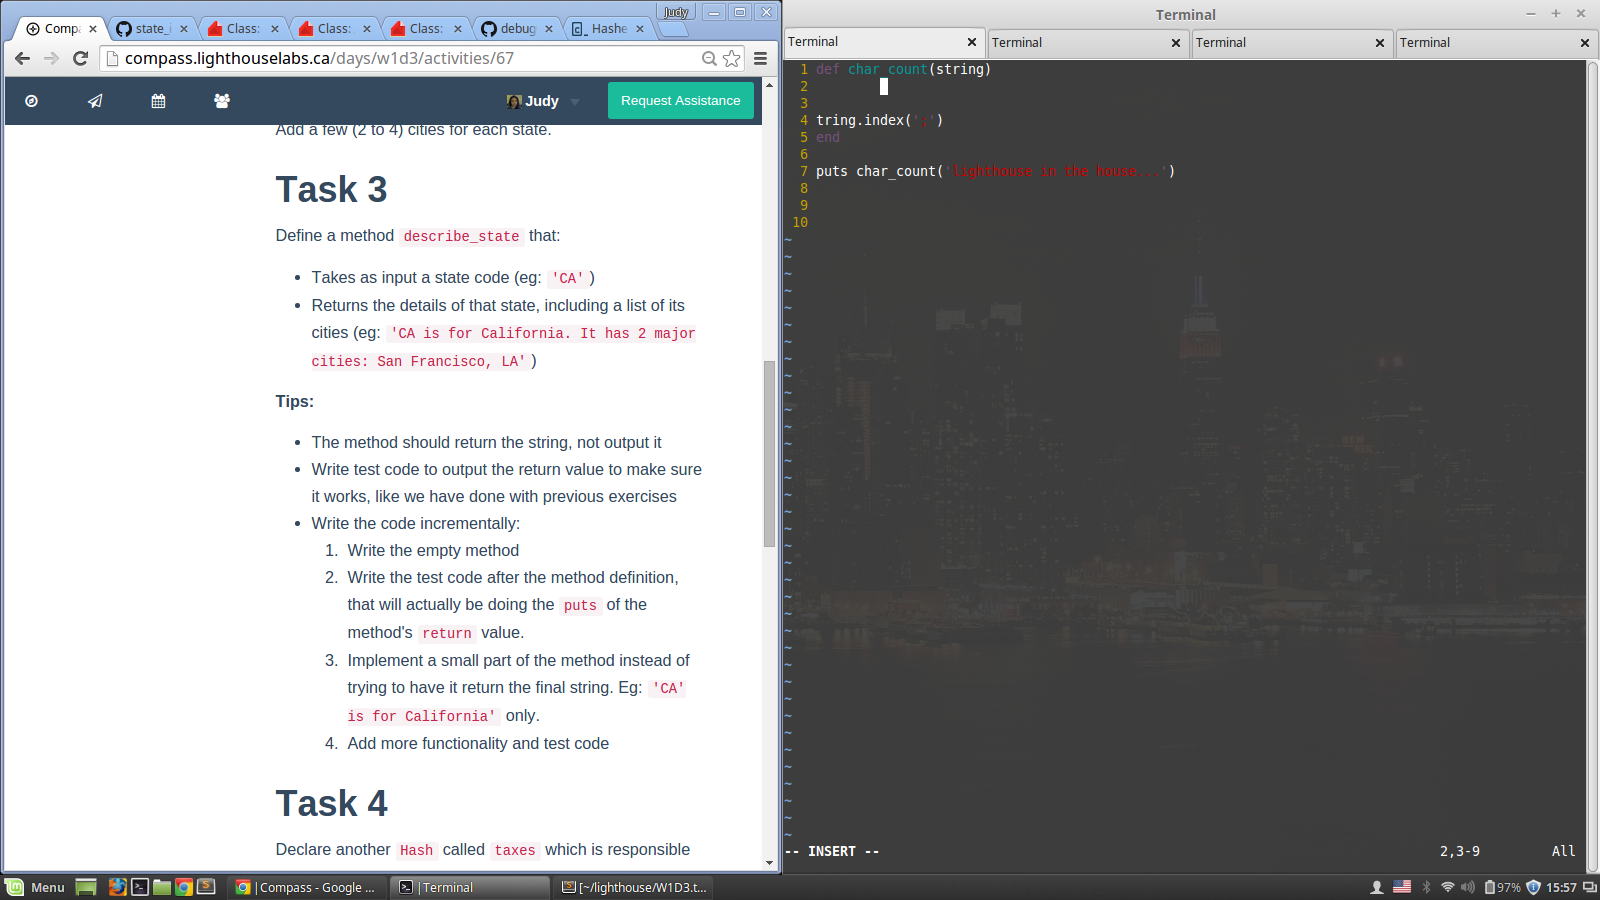 Judy
Compa
state_i
Class:
Class:
Class:
debug
Hashe
compass.lighthouselabs.ca/days/w1d3/activities/67
Judy
Request Assistance
Add a few (2 to 4) cities for each state.
Task 3
Define a method describe_state that:
• Takes as input a state code (eg: 'CA' )
• Returns the details of that state, including a list of its
cities (eg: 'CA is for California. It has 2 major
cities: San Francisco, LA' )
Tips:
• The method should return the string, not output it
• Write test code to output the return value to make sure
it works, like we have done with previous exercises
• Write the code incrementally:
1. Write the empty method
2. Write the test code after the method definition,
that will actually be doing the puts of the
method's return value.
3. Implement a small part of the method instead of
trying to have it return the final string. Eg: 'CA'
is for California' only.
4. Add more functionality and test code
Task 4
Declare another Hash called taxes which is responsible
Terminal
Terminal
Terminal
Terminal
Terminal
1 def char_count(string)
2
3
4 tring.index(';')
5 end
6
7 puts char_count('lighthouse in the house...')
8
9
10
-- INSERT --
2,3-9
All
Menu
|Compass - Google ...
|Terminal
[~/lighthouse/W1D3.t...
97%
15:57